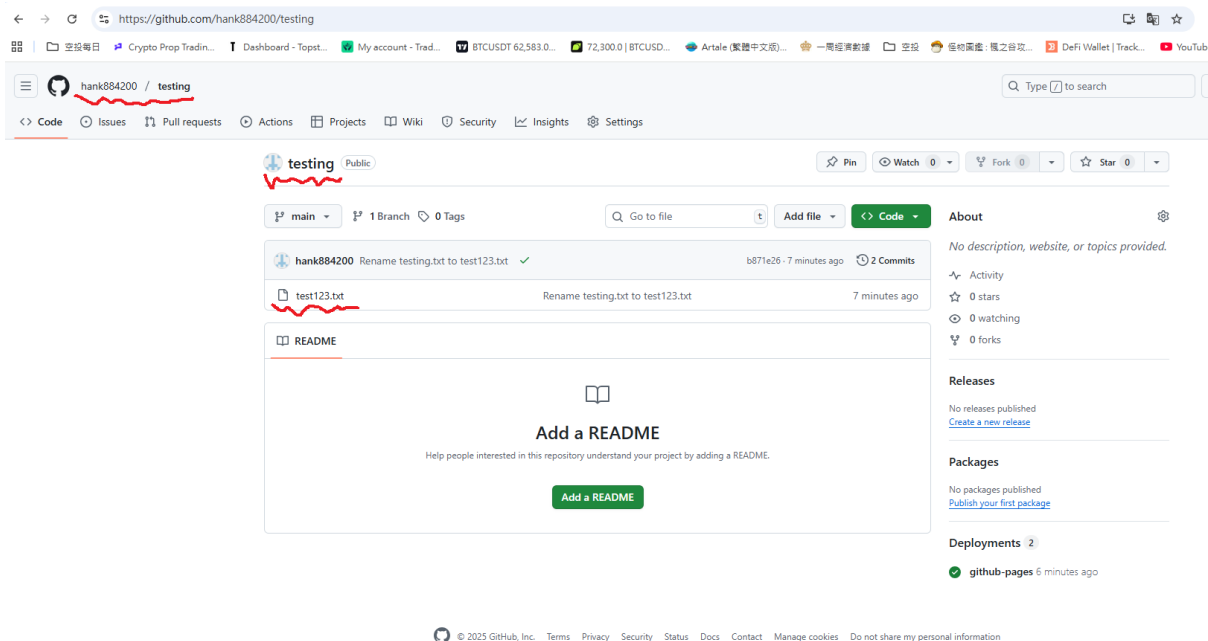 https://github.com/hank884200/testing
空投每日 Crypto Prop Tradin... Dashboard - Topst... My account - Trad... BTCUSDT 62,583.0... 72,300.0 | BTCUSD... Artale (繁體中文版)... 一周經濟數據 空投 怪物圖鑑 : 楓之谷攻... DeFi Wallet | Track... YouTub
hank884200 / testing Type / to search
Code Issues Pull requests Actions Projects Wiki Security Insights Settings
testing Public Pin Watch 0 Fork 0 Star 0
main 1 Branch 0 Tags Go to file t Add file Code About
No description, website, or topics provided.
hank884200 Rename testing.txt to test123.txt b871e26 · 7 minutes ago 2 Commits
Activity
test123.txt Rename testing.txt to test123.txt 7 minutes ago
0 stars
0 watching
README
0 forks
Releases
No releases published
Create a new release
Add a README
Help people interested in this repository understand your project by adding a README.
Add a README
Packages
No packages published
Publish your first package
Deployments 2
github-pages 6 minutes ago
© 2025 GitHub, Inc. Terms Privacy Security Status Docs Contact Manage cookies Do not share my personal information